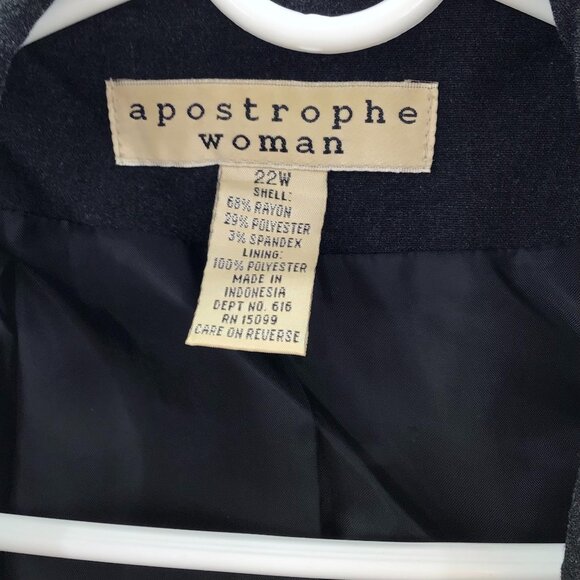 apostrophe
woman
22W
SHELL:
68% RAYON
29% POLYESTER
3% SPANDEX
LINING:
100% POLYESTER
MADE IN
INDONESIA
DEPT NO. 616
RN 15099
CARE ON REVERSE